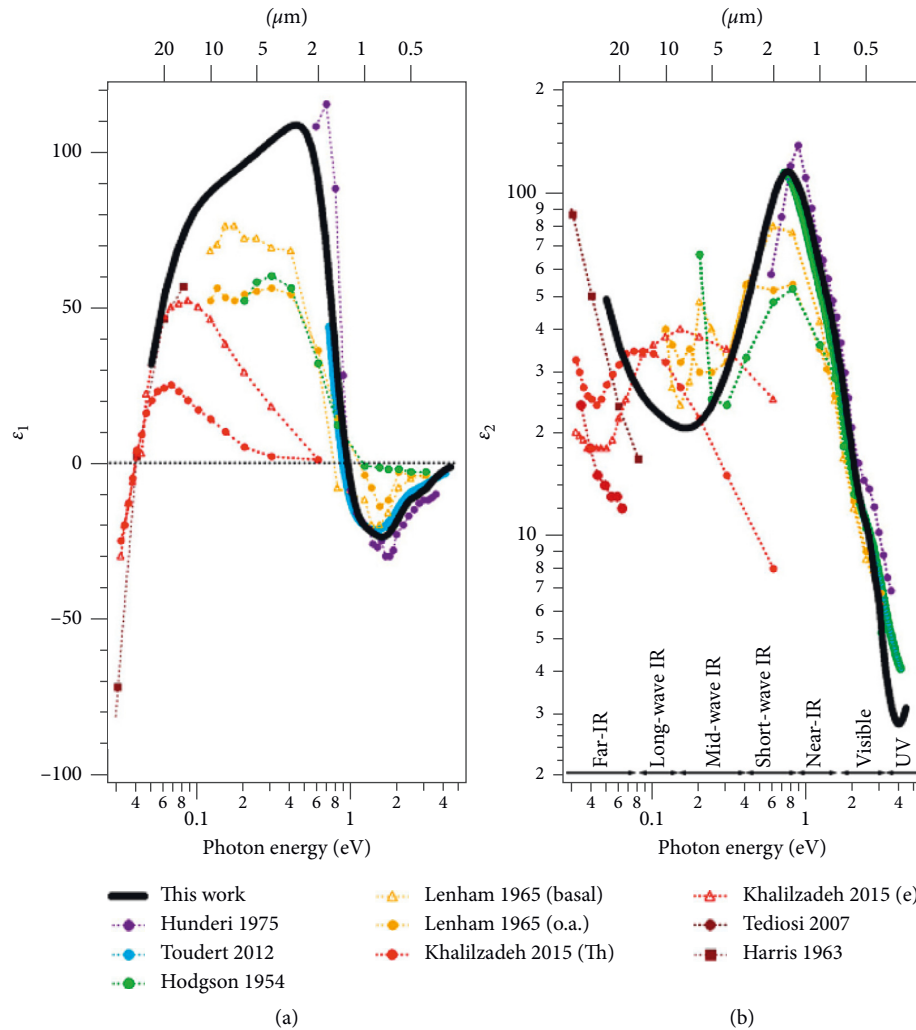 (μm)
20 10 5 2 1 0.5
100
50
0
−50
−100
ε1
4 6 8 2 4 6 8 2 4
0.1 1
Photon energy (eV)
(μm)
20 10 5 2 1 0.5
2
100
9
8
7
6
5
4
3
2
10
9
8
7
6
5
4
3
2
ε2
Far-IR
Long-wave IR
Mid-wave IR
Short-wave IR
Near-IR
Visible
UV
4 6 8 2 4 6 8 2 4
0.1 1
Photon energy (eV)
This work
Hunderi 1975
Toudert 2012
Hodgson 1954
Lenham 1965 (basal)
Lenham 1965 (o.a.)
Khalilzadeh 2015 (Th)
Khalilzadeh 2015 (e)
Tediosi 2007
Harris 1963
(a)
(b)